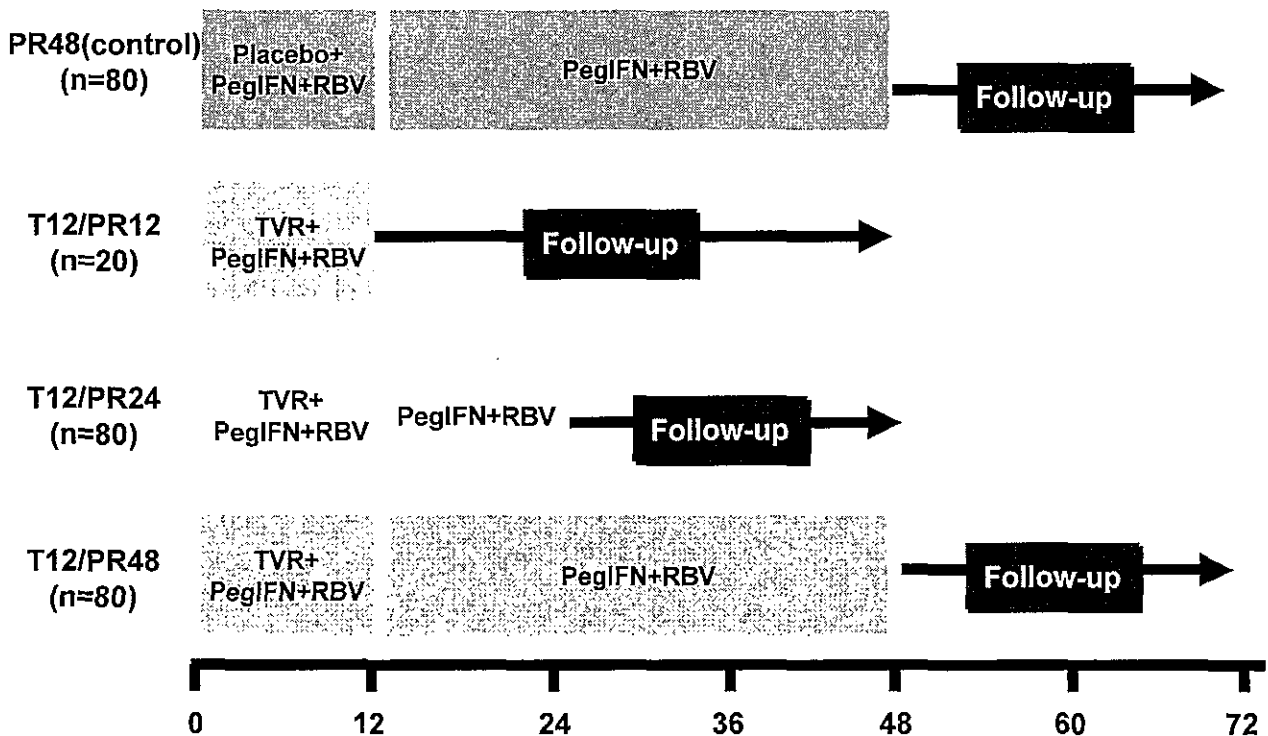 PR48(control)
(n=80)
Placebo+
PegIFN+RBV
PegIFN+RBV
Follow-up
T12/PR12
(n=20)
TVR+
PegIFN+RBV
Follow-up
T12/PR24
(n=80)
TVR+
PegIFN+RBV
PegIFN+RBV
Follow-up
T12/PR48
(n=80)
TVR+
PegIFN+RBV
PegIFN+RBV
Follow-up
0 12 24 36 48 60 72